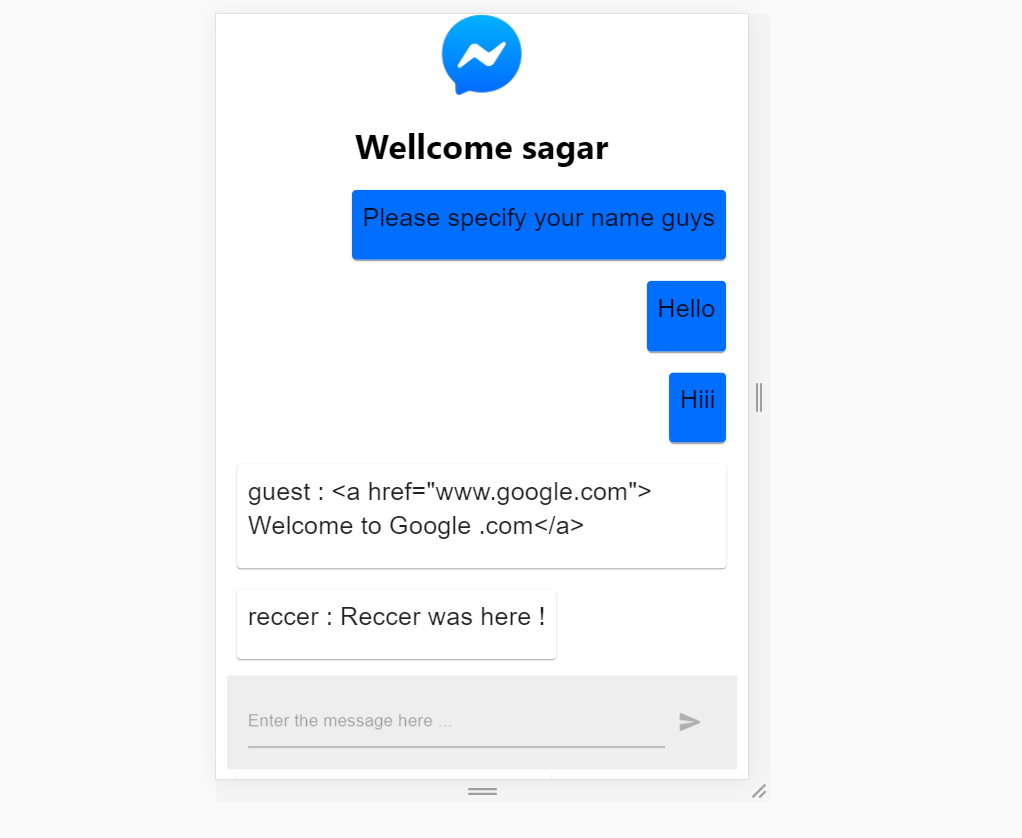 Wellcome sagar
Please specify your name guys
Hello
Hiii
guest : <a href="www.google.com">
Welcome to Google .com</a>
reccer : Reccer was here !
Enter the message here ...